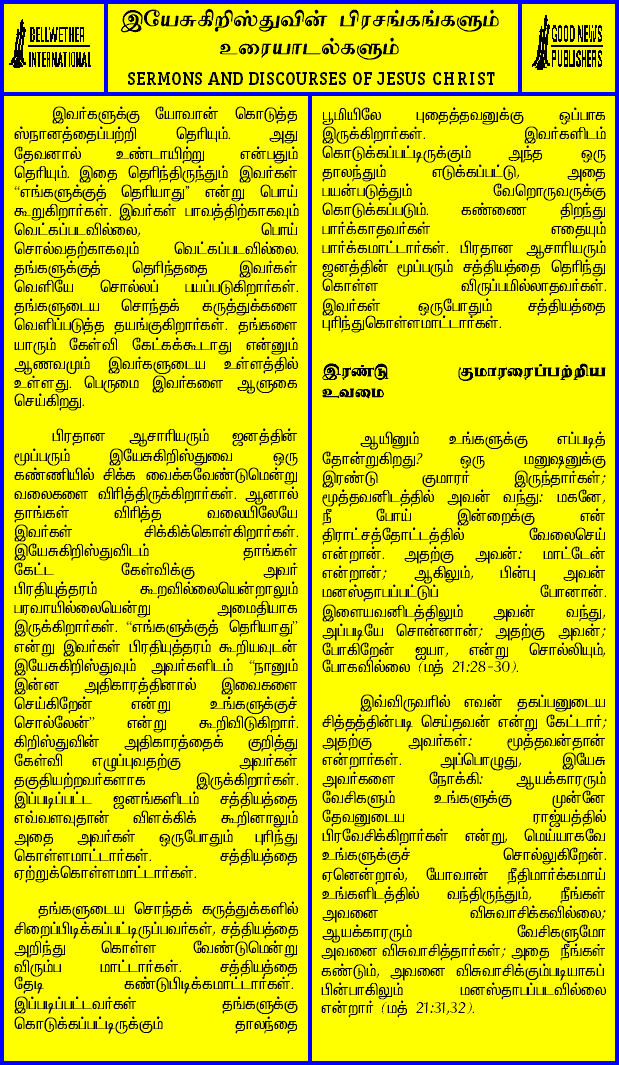 BELLWETHER
INTERNATIONAL
இயேசுகிறிஸ்துவின் பிரசங்கங்களும்
உரையாடல்களும்
SERMONS AND DISCOURSES OF JESUS CHRIST
GOOD NEWS
PUBLISHERS
இவர்களுக்கு யோவான் கொடுத்த
ஸ்நானத்தைப்பற்றி தெரியும். அது
தேவனால் உண்டாயிற்று என்பதும்
தெரியும். இதை தெரிந்திருந்தும் இவர்கள்
“எங்களுக்குத் தெரியாது” என்று பொய்
கூறுகிறார்கள். இவர்கள் பாவத்திற்காகவும்
வெட்கப்படவில்லை, பொய்
சொல்வதற்காகவும் வெட்கப்படவில்லை.
தங்களுக்குத் தெரிந்ததை இவர்கள்
வெளியே சொல்லப் பயப்படுகிறார்கள்.
தங்களுடைய சொந்தக் கருத்துக்களை
வெளிப்படுத்த தயங்குகிறார்கள். தங்களை
யாரும் கேள்வி கேட்கக்கூடாது என்னும்
ஆணவமும் இவர்களுடைய உள்ளத்தில்
உள்ளது. பெருமை இவர்களை ஆளுகை
செய்கிறது.
பிரதான ஆசாரியரும் ஜனத்தின்
மூப்பரும் இயேசுகிறிஸ்துவை ஒரு
கண்ணியில் சிக்க வைக்கவேண்டுமென்று
வலைகளை விரித்திருக்கிறார்கள். ஆனால்
தாங்கள் விரித்த வலையிலேயே
இவர்கள் சிக்கிக்கொள்கிறார்கள்.
இயேசுகிறிஸ்துவிடம் தாங்கள்
கேட்ட கேள்விக்கு அவர்
பிரதியுத்தரம் கூறவில்லையென்றாலும்
பரவாயில்லையென்று அமைதியாக
இருக்கிறார்கள். “எங்களுக்குத் தெரியாது”
என்று இவர்கள் பிரதியுத்தரம் கூறியவுடன்
இயேசுகிறிஸ்துவும் அவர்களிடம் “நானும்
இன்ன அதிகாரத்தினால் இவைகளை
செய்கிறேன் என்று உங்களுக்குச்
சொல்லேன்” என்று கூறிவிடுகிறார்.
கிறிஸ்துவின் அதிகாரத்தைக் குறித்து
கேள்வி எழுப்புவதற்கு அவர்கள்
தகுதியற்றவர்களாக இருக்கிறார்கள்.
இப்படிப்பட்ட ஜனங்களிடம் சத்தியத்தை
எவ்வளவுதான் விளக்கிக் கூறினாலும்
அதை அவர்கள் ஒருபோதும் புரிந்து
கொள்ளமாட்டார்கள். சத்தியத்தை
ஏற்றுக்கொள்ளமாட்டார்கள்.
தங்களுடைய சொந்தக் கருத்துக்களில்
சிறைப்பிடிக்கப்பட்டிருப்பவர்கள், சத்தியத்தை
அறிந்து கொள்ள வேண்டுமென்று
விரும்ப மாட்டார்கள். சத்தியத்தை
தேடி கண்டுபிடிக்கமாட்டார்கள்.
இப்படிப்பட்டவர்கள் தங்களுக்கு
கொடுக்கப்பட்டிருக்கும் தாலந்தை
பூமியிலே புதைத்தவனுக்கு ஒப்பாக
இருக்கிறார்கள். இவர்களிடம்
கொடுக்கப்பட்டிருக்கும் அந்த ஒரு
தாலந்தும் எடுக்கப்பட்டு, அதை
பயன்படுத்தும் வேறொருவருக்கு
கொடுக்கப்படும். கண்ணை திறந்து
பார்க்காதவர்கள் எதையும்
பார்க்கமாட்டார்கள். பிரதான ஆசாரியரும்
ஜனத்தின் மூப்பரும் சத்தியத்தை தெரிந்து
கொள்ள விருப்பமில்லாதவர்கள்.
இவர்கள் ஒருபோதும் சத்தியத்தை
புரிந்துகொள்ளமாட்டார்கள்.
இரண்டு குமாரரைப்பற்றிய
உவமை
ஆயினும் உங்களுக்கு எப்படித்
தோன்றுகிறது? ஒரு மனுஷனுக்கு
இரண்டு குமாரர் இருந்தார்கள்;
மூத்தவனிடத்தில் அவன் வந்து: மகனே,
நீ போய் இன்றைக்கு என்
திராட்சத்தோட்டத்தில் வேலைசெய்
என்றான். அதற்கு அவன்: மாட்டேன்
என்றான்; ஆகிலும், பின்பு அவன்
மனஸ்தாபப்பட்டுப் போனான்.
இளையவனிடத்திலும் அவன் வந்து,
அப்படியே சொன்னான்; அதற்கு அவன்;
போகிறேன் ஐயா, என்று சொல்லியும்,
போகவில்லை (மத் 21:28-30).
இவ்விருவரில் எவன் தகப்பனுடைய
சித்தத்தின்படி செய்தவன் என்று கேட்டார்;
அதற்கு அவர்கள்: மூத்தவன்தான்
என்றார்கள். அப்பொழுது, இயேசு
அவர்களை நோக்கி: ஆயக்காரரும்
வேசிகளும் உங்களுக்கு முன்னே
தேவனுடைய ராஜ்யத்தில்
பிரவேசிக்கிறார்கள் என்று, மெய்யாகவே
உங்களுக்குச் சொல்லுகிறேன்.
ஏனென்றால், யோவான் நீதிமார்க்கமாய்
உங்களிடத்தில் வந்திருந்தும், நீங்கள்
அவனை விசுவாசிக்கவில்லை;
ஆயக்காரரும் வேசிகளுமோ
அவனை விசுவாசித்தார்கள்; அதை நீங்கள்
கண்டும், அவனை விசுவாசிக்கும்படியாகப்
பின்பாகிலும் மனஸ்தாபப்படவில்லை
என்றார் (மத் 21:31,32).